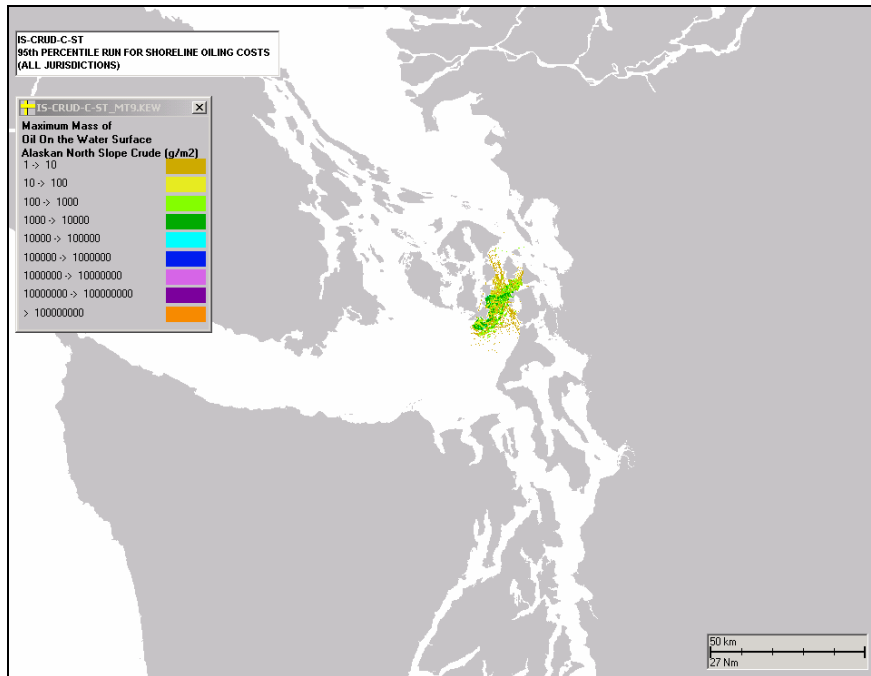 IS-CRUD-C-ST
95th PERCENTILE RUN FOR SHORELINE OILING COSTS
(ALL JURISDICTIONS)
IS-CRUD-C-ST_MT9.KEW
Maximum Mass of
Oil On the Water Surface
Alaskan North Slope Crude (g/m2)
1 -> 10
10 -> 100
100 -> 1000
1000 -> 10000
10000 -> 100000
100000 -> 1000000
1000000 -> 10000000
10000000 -> 100000000
> 100000000
50 km
27 Nm